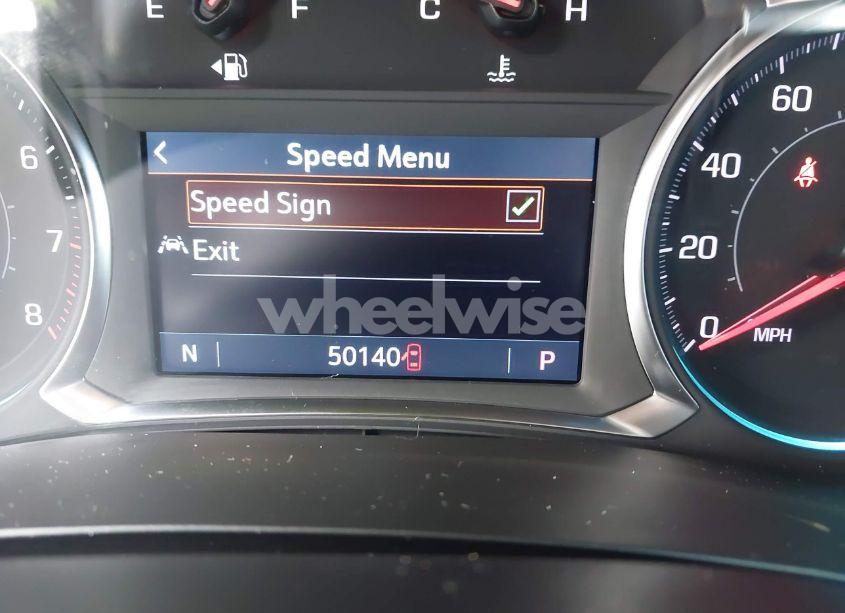 E F C H
60
6 Speed Menu 40
Speed Sign
7 Exit 20
8 wheelwise 0
N 50140 P MPH